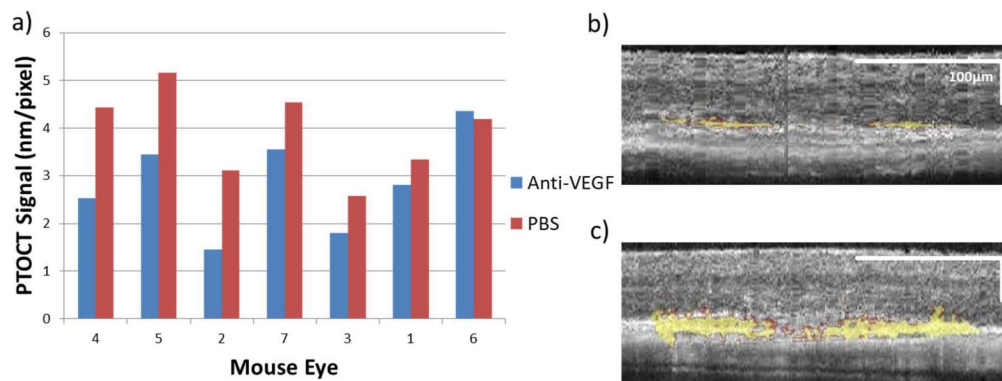 a)
6
5
4
3
2
1
0
PTOCT Signal (nm/pixel)
4 5 2 7 3 1 6
Mouse Eye
Anti-VEGF
PBS
b)
100µm
c)